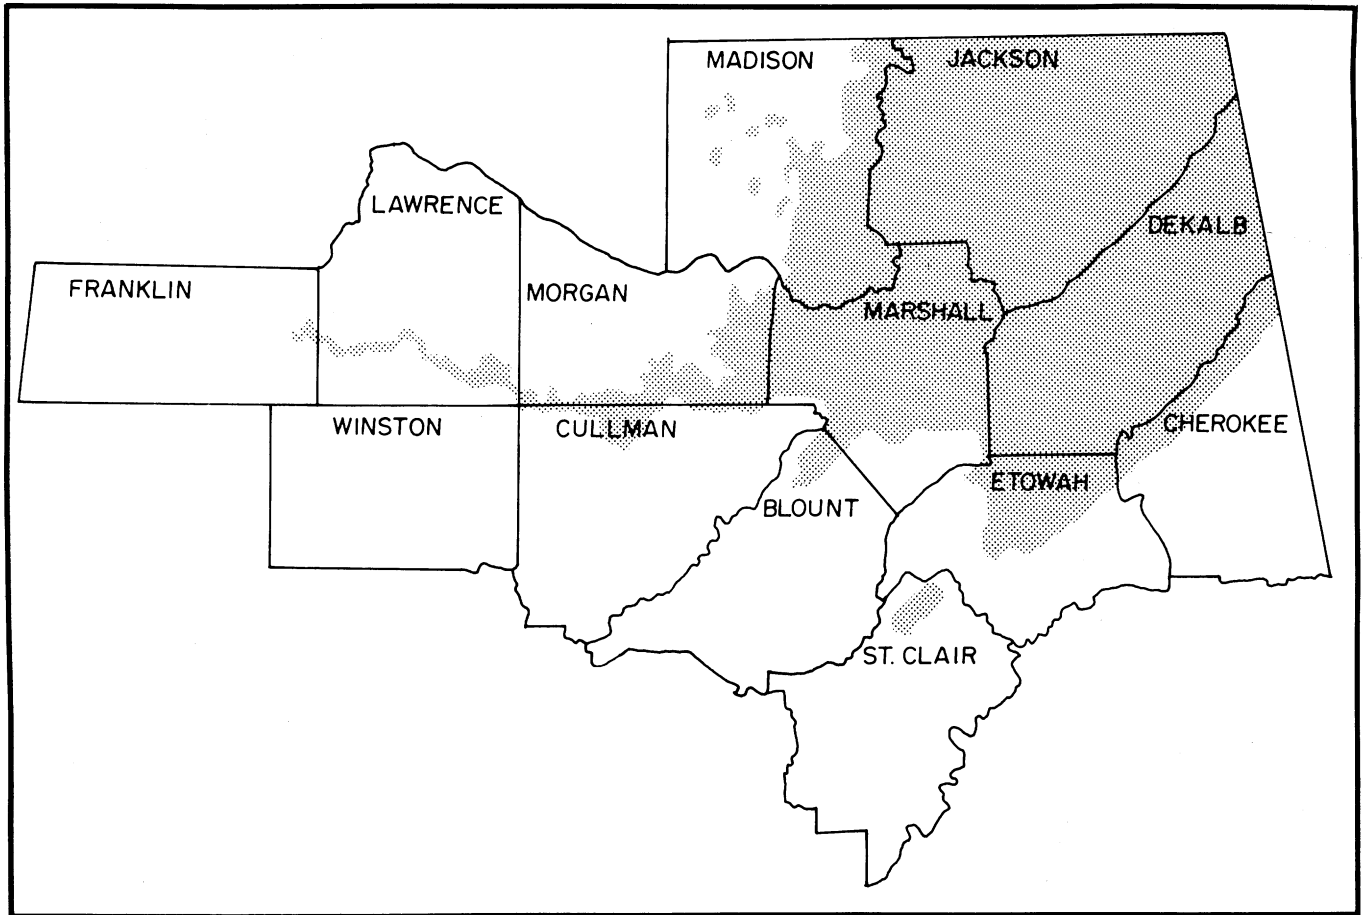 MADISON
JACKSON
LAWRENCE
DEKALB
FRANKLIN
MORGAN
MARSHALL
WINSTON
CULLMAN
CHEROKEE
BLOUNT
ETOWAH
ST. CLAIR